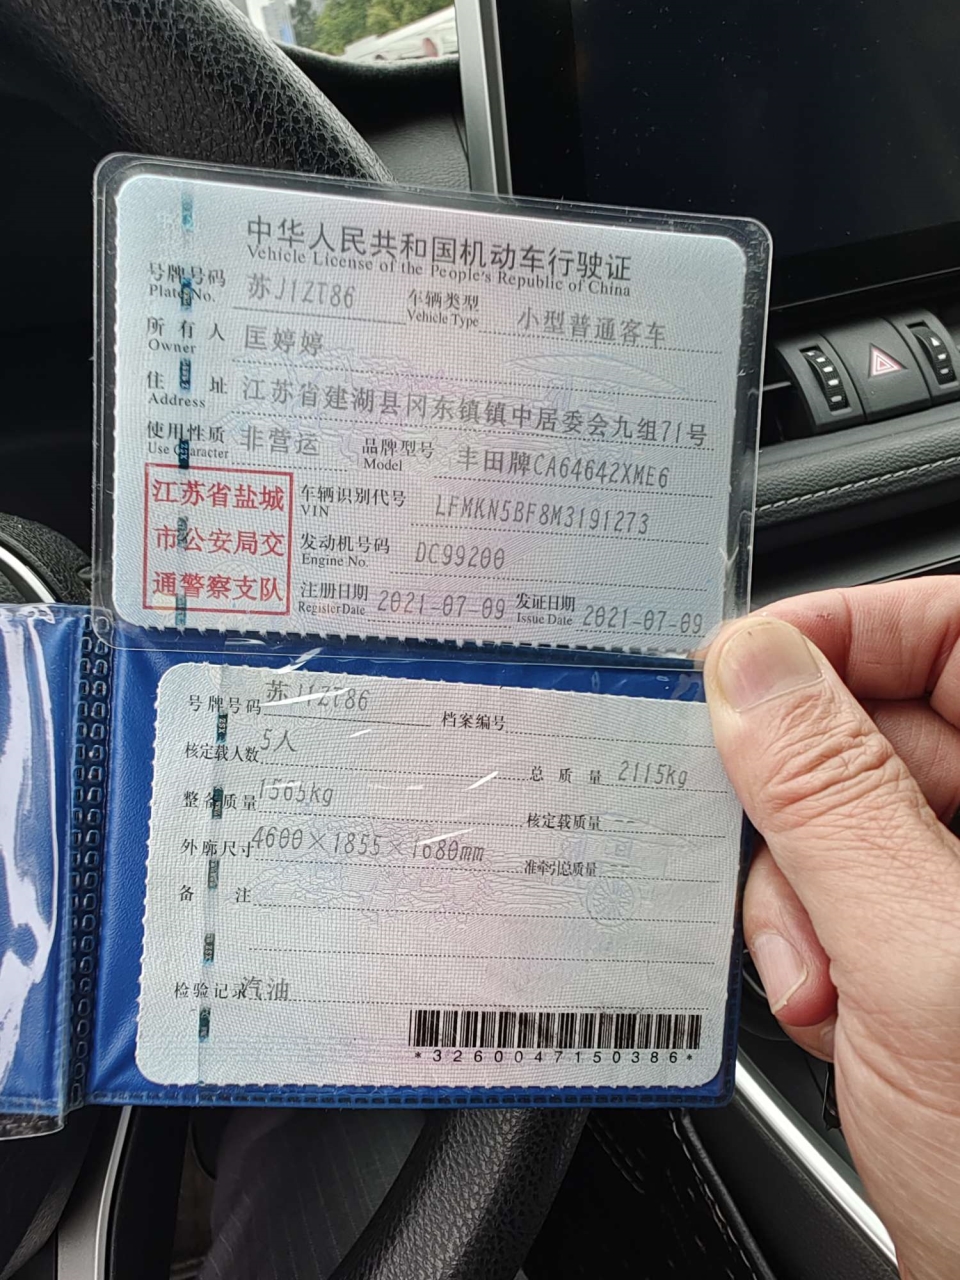 中华人民共和国机动车行驶证
Vehicle License of the People's Republic of China
号牌号码 苏J1ZT86 车辆类型 小型普通客车
Plate No. Vehicle Type
所有人 匡婷婷
Owner
住址 江苏省建湖县冈东镇镇中居委会九组71号
Address
使用性质 非营运 品牌型号 丰田牌CA64642XME6
Use Character Model
江苏省盐城
市公安局交
通警察支队
车辆识别代号 LFMKN5BF8M3191273
VIN
发动机号码 DC99200
Engine No.
注册日期 2021-07-09 发证日期 2021-07-09
Register Date Issue Date
号牌号码 苏J1ZT86 档案编号
核定载人数 5人 总质量 2115kg
整备质量 1565kg 核定载质量 --
外廓尺寸 4600×1855×1680mm 准牵引总质量 --
备注
检验记录 汽油
*3260047150386*